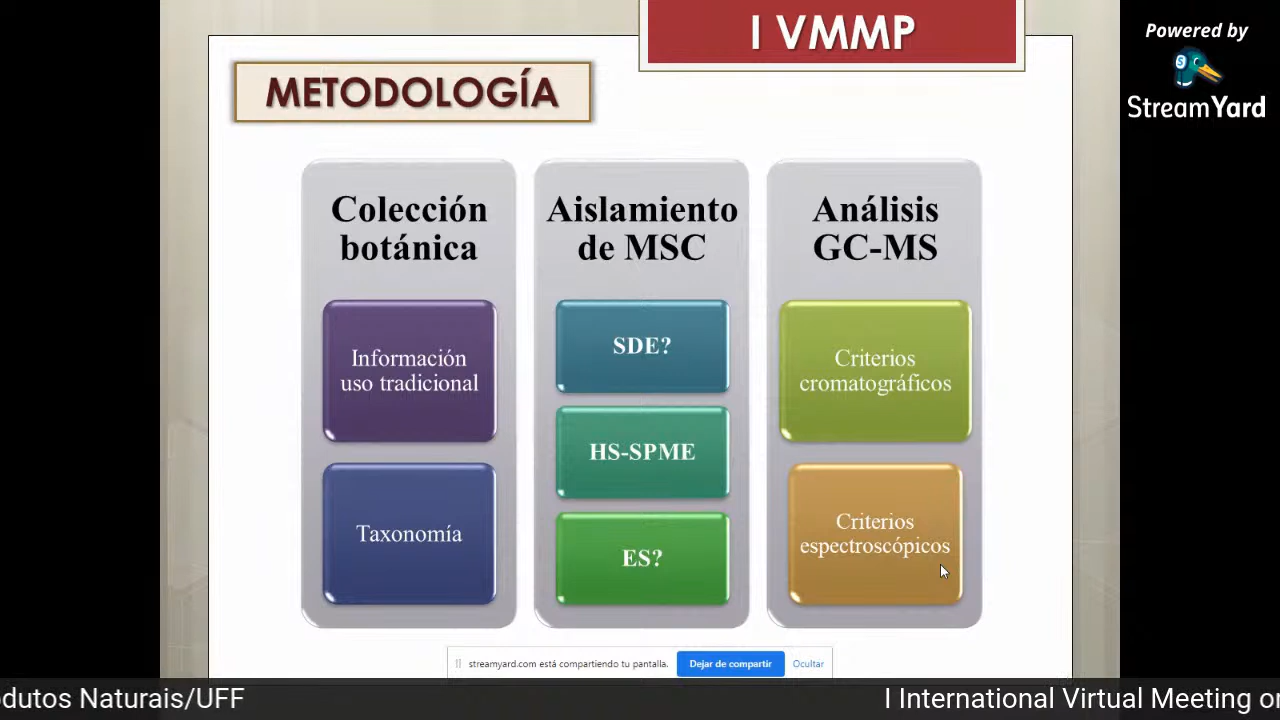 I VMMP
Powered by
StreamYard
METODOLOGÍA
Colección
botánica
Información
uso tradicional
Taxonomía
Aislamiento
de MSC
SDE?
HS-SPME
ES?
Análisis
GC-MS
Criterios
cromatográficos
Criterios
espectroscópicos
streamyard.com está compartiendo tu pantalla.
Dejar de compartir
Ocultar
odutos Naturais/UFF
I International Virtual Meeting on